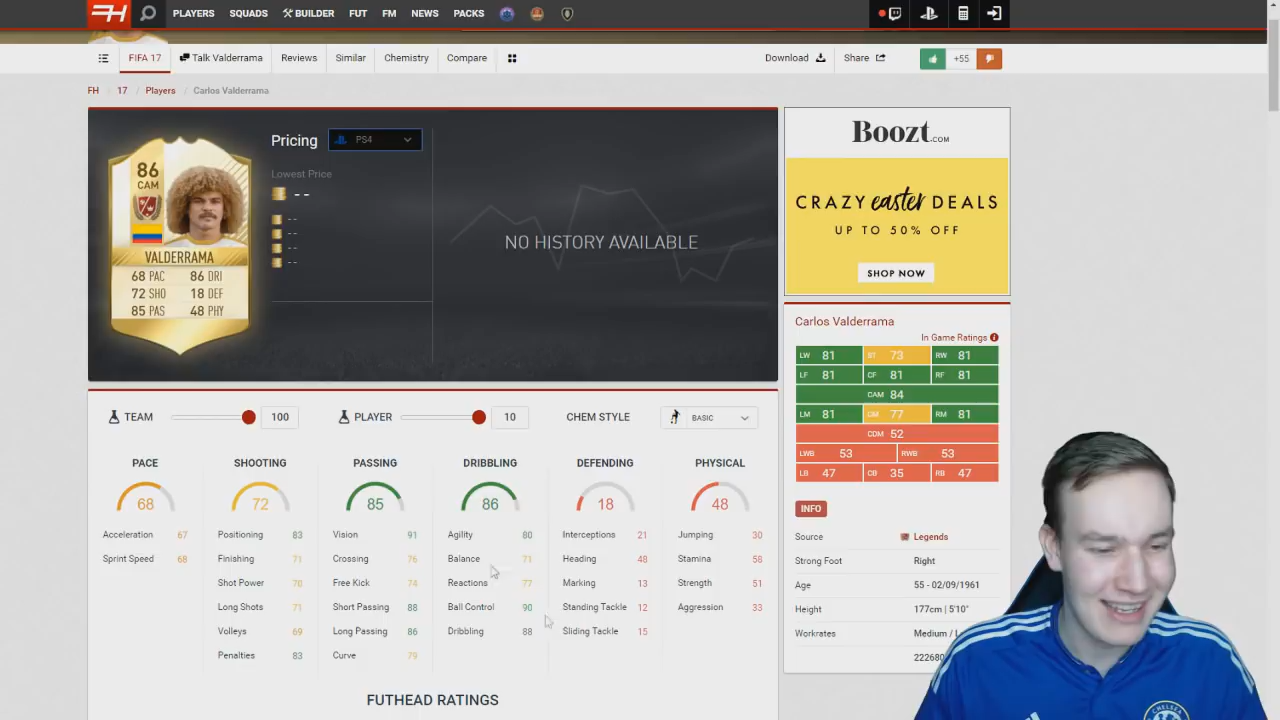 FH PLAYERS SQUADS BUILDER FUT FM NEWS PACKS
FIFA 17 Talk Valderrama Reviews Similar Chemistry Compare Download Share +55
FH 17 Players Carlos Valderrama
86
CAM
VALDERRAMA
68 PAC 86 DRI
72 SHO 18 DEF
85 PAS 48 PHY
Pricing PS4
Lowest Price
--
--
--
--
--
NO HISTORY AVAILABLE
Boozt.COM
CRAZY easter DEALS
UP TO 50% OFF
SHOP NOW
Carlos Valderrama
In Game Ratings
LW 81 ST 73 RW 81
LF 81 CF 81 RF 81
CAM 84
LM 81 CM 77 RM 81
CDM 52
LWB 53 RWB 53
LB 47 CB 35 RB 47
INFO
Source Legends
Strong Foot Right
Age 55 - 02/09/1961
Height 177cm | 5'10"
Workrates Medium / L
222680
TEAM 100 PLAYER 10 CHEM STYLE BASIC
PACE
68
Acceleration 67
Sprint Speed 68
SHOOTING
72
Positioning 83
Finishing 71
Shot Power 70
Long Shots 71
Volleys 69
Penalties 83
PASSING
85
Vision 91
Crossing 76
Free Kick 74
Short Passing 88
Long Passing 86
Curve 79
DRIBBLING
86
Agility 80
Balance 71
Reactions 77
Ball Control 90
Dribbling 88
DEFENDING
18
Interceptions 21
Heading 48
Marking 13
Standing Tackle 12
Sliding Tackle 15
PHYSICAL
48
Jumping 30
Stamina 58
Strength 51
Aggression 33
FUTHEAD RATINGS
CHELSEA